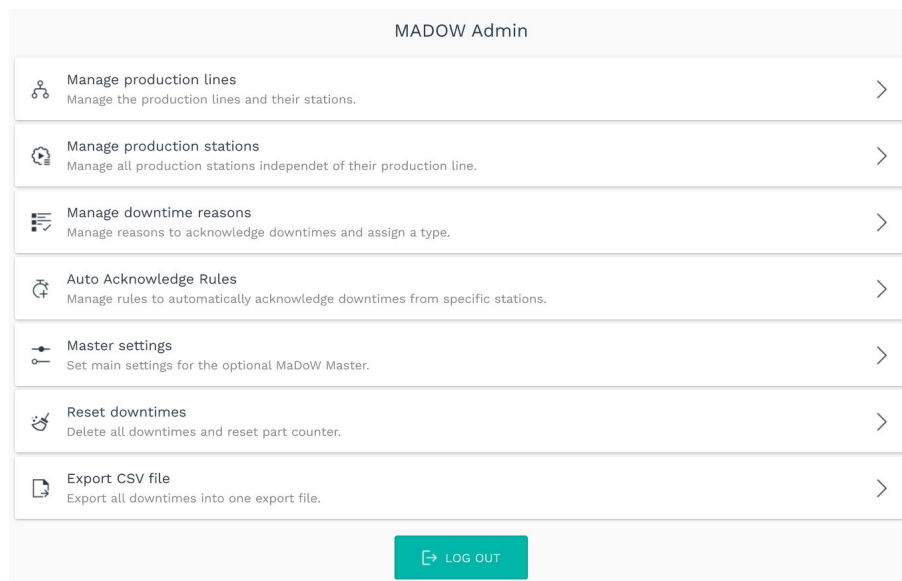 MADOW Admin
Manage production lines
Manage the production lines and their stations.
Manage production stations
Manage all production stations independet of their production line.
Manage downtime reasons
Manage reasons to acknowledge downtimes and assign a type.
Auto Acknowledge Rules
Manage rules to automatically acknowledge downtimes from specific stations.
Master settings
Set main settings for the optional MaDoW Master.
Reset downtimes
Delete all downtimes and reset part counter.
Export CSV file
Export all downtimes into one export file.
LOG OUT